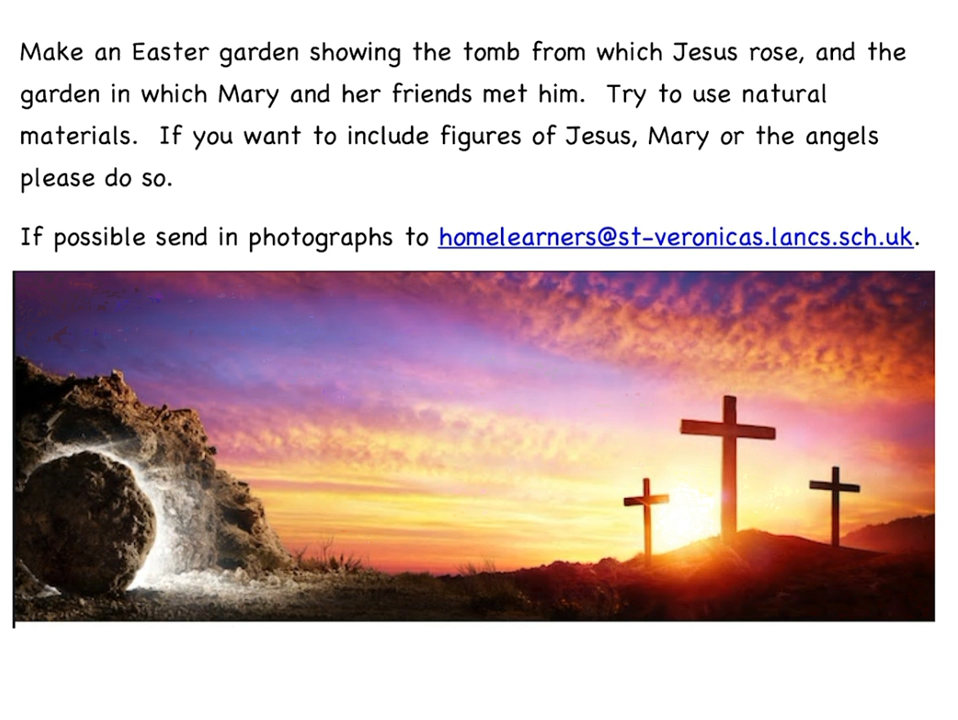 Make an Easter garden showing the tomb from which Jesus rose, and the
garden in which Mary and her friends met him.  Try to use natural
materials.  If you want to include figures of Jesus, Mary or the angels
please do so.
If possible send in photographs to homelearners@st-veronicas.lancs.sch.uk.